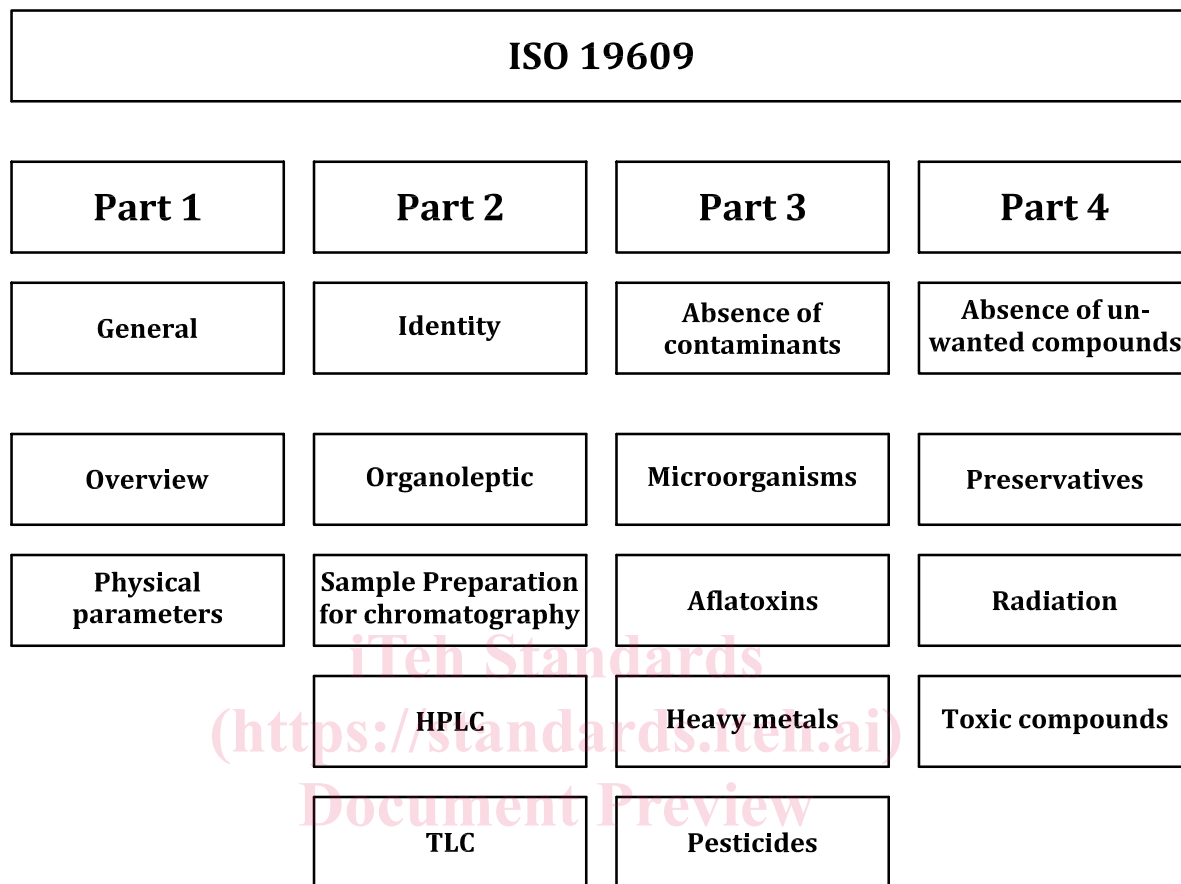 ISO 19609
Part 1
Part 2
Part 3
Part 4
General
Identity
Absence of
contaminants
Absence of un-
wanted compounds
Overview
Organoleptic
Microorganisms
Preservatives
Physical
parameters
Sample Preparation
for chromatography
Aflatoxins
Radiation
iTeh Standards
HPLC
Heavy metals
Toxic compounds
(https://standards.iteh.ai)
Document Preview
TLC
Pesticides